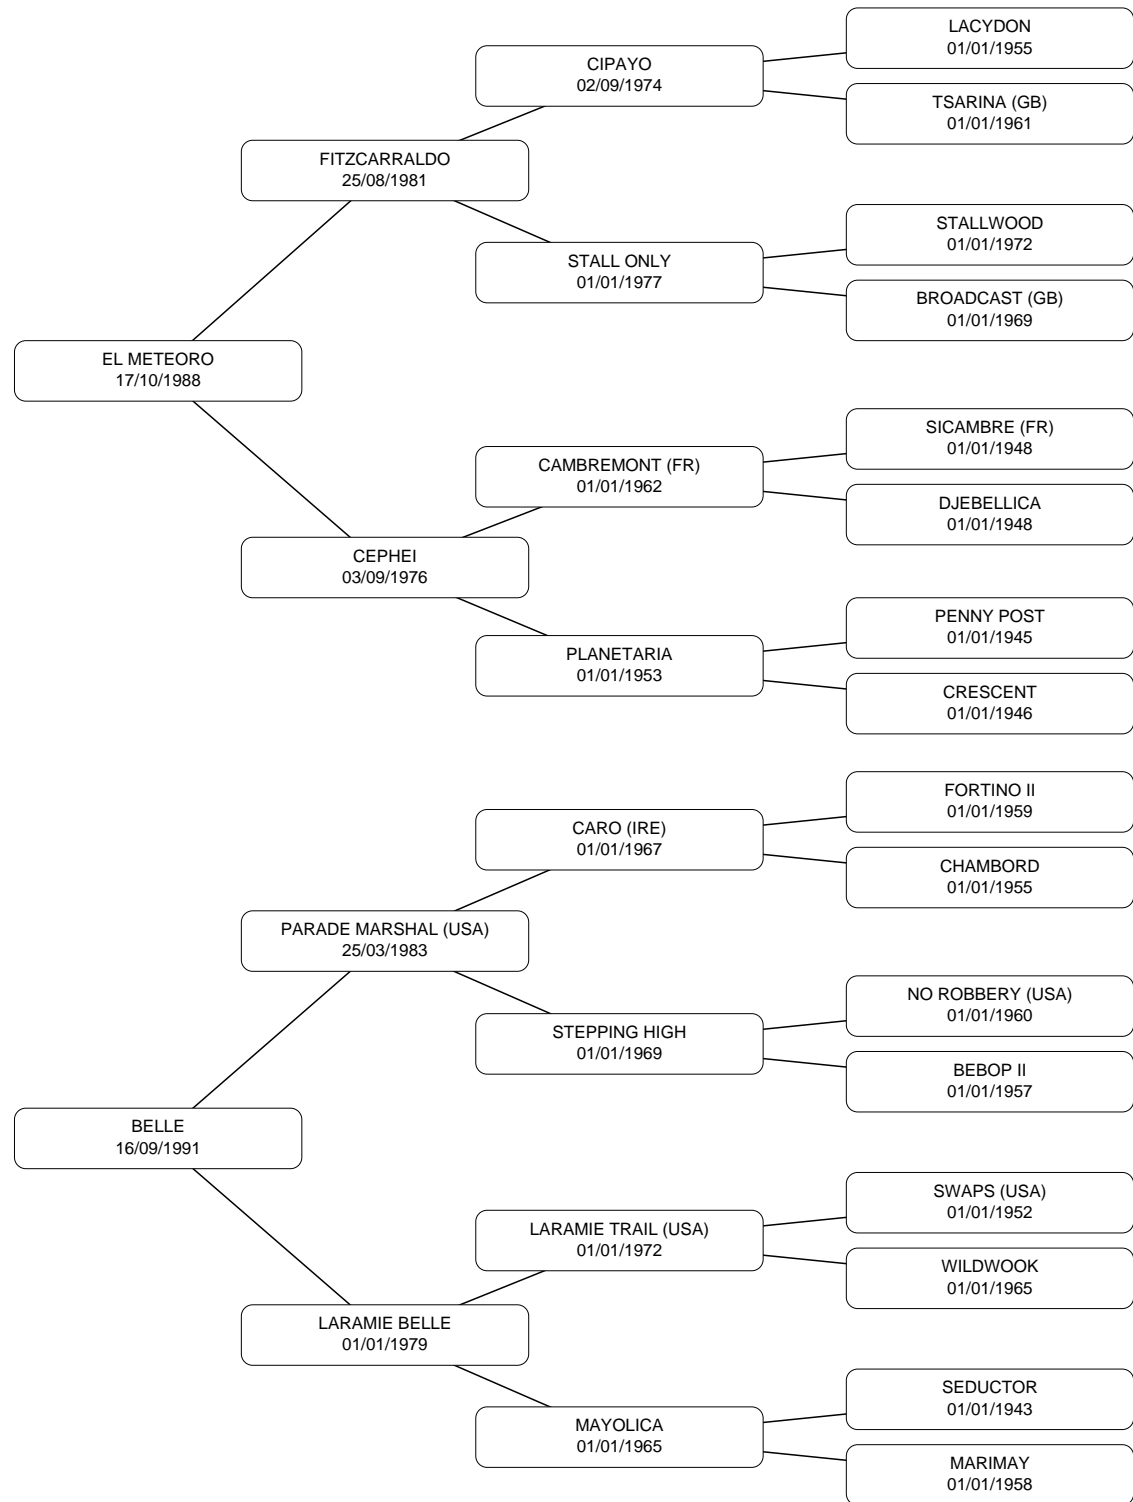 LACYDON
01/01/1955
CIPAYO
02/09/1974
TSARINA (GB)
01/01/1961
FITZCARRALDO
25/08/1981
STALLWOOD
01/01/1972
STALL ONLY
01/01/1977
BROADCAST (GB)
01/01/1969
EL METEORO
17/10/1988
SICAMBRE (FR)
01/01/1948
CAMBREMONT (FR)
01/01/1962
DJEBELLICA
01/01/1948
CEPHEI
03/09/1976
PENNY POST
01/01/1945
PLANETARIA
01/01/1953
CRESCENT
01/01/1946
FORTINO II
01/01/1959
CARO (IRE)
01/01/1967
CHAMBORD
01/01/1955
PARADE MARSHAL (USA)
25/03/1983
NO ROBBERY (USA)
01/01/1960
STEPPING HIGH
01/01/1969
BEBOP II
01/01/1957
BELLE
16/09/1991
SWAPS (USA)
01/01/1952
LARAMIE TRAIL (USA)
01/01/1972
WILDWOOK
01/01/1965
LARAMIE BELLE
01/01/1979
SEDUCTOR
01/01/1943
MAYOLICA
01/01/1965
MARIMAY
01/01/1958